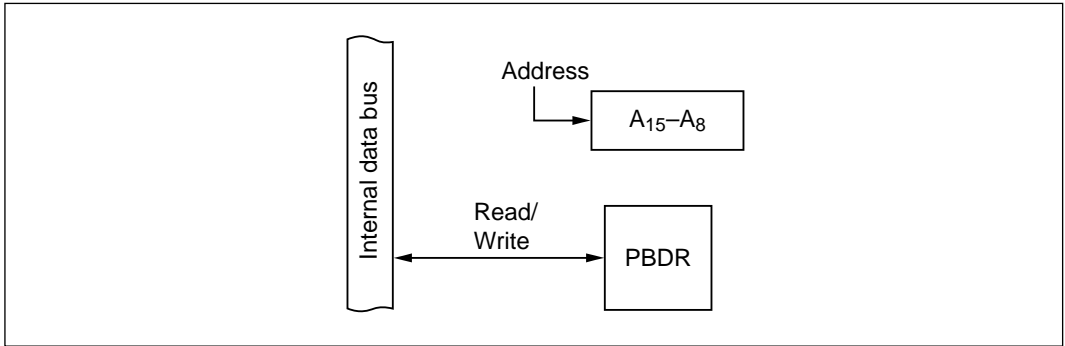 Internal data bus
Address
A₁₅–A₈
Read/
Write
PBDR